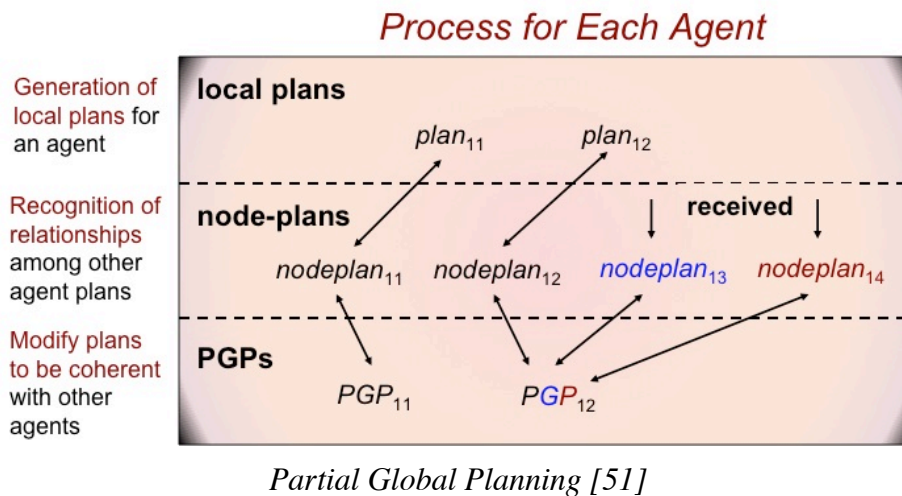 Process for Each Agent
Generation of
local plans for
an agent
local plans
plan11
plan12
Recognition of
relationships
among other
agent plans
node-plans
received
nodeplan11
nodeplan12
nodeplan13
nodeplan14
Modify plans
to be coherent
with other
agents
PGPs
PGP11
PGP12
Partial Global Planning [51]